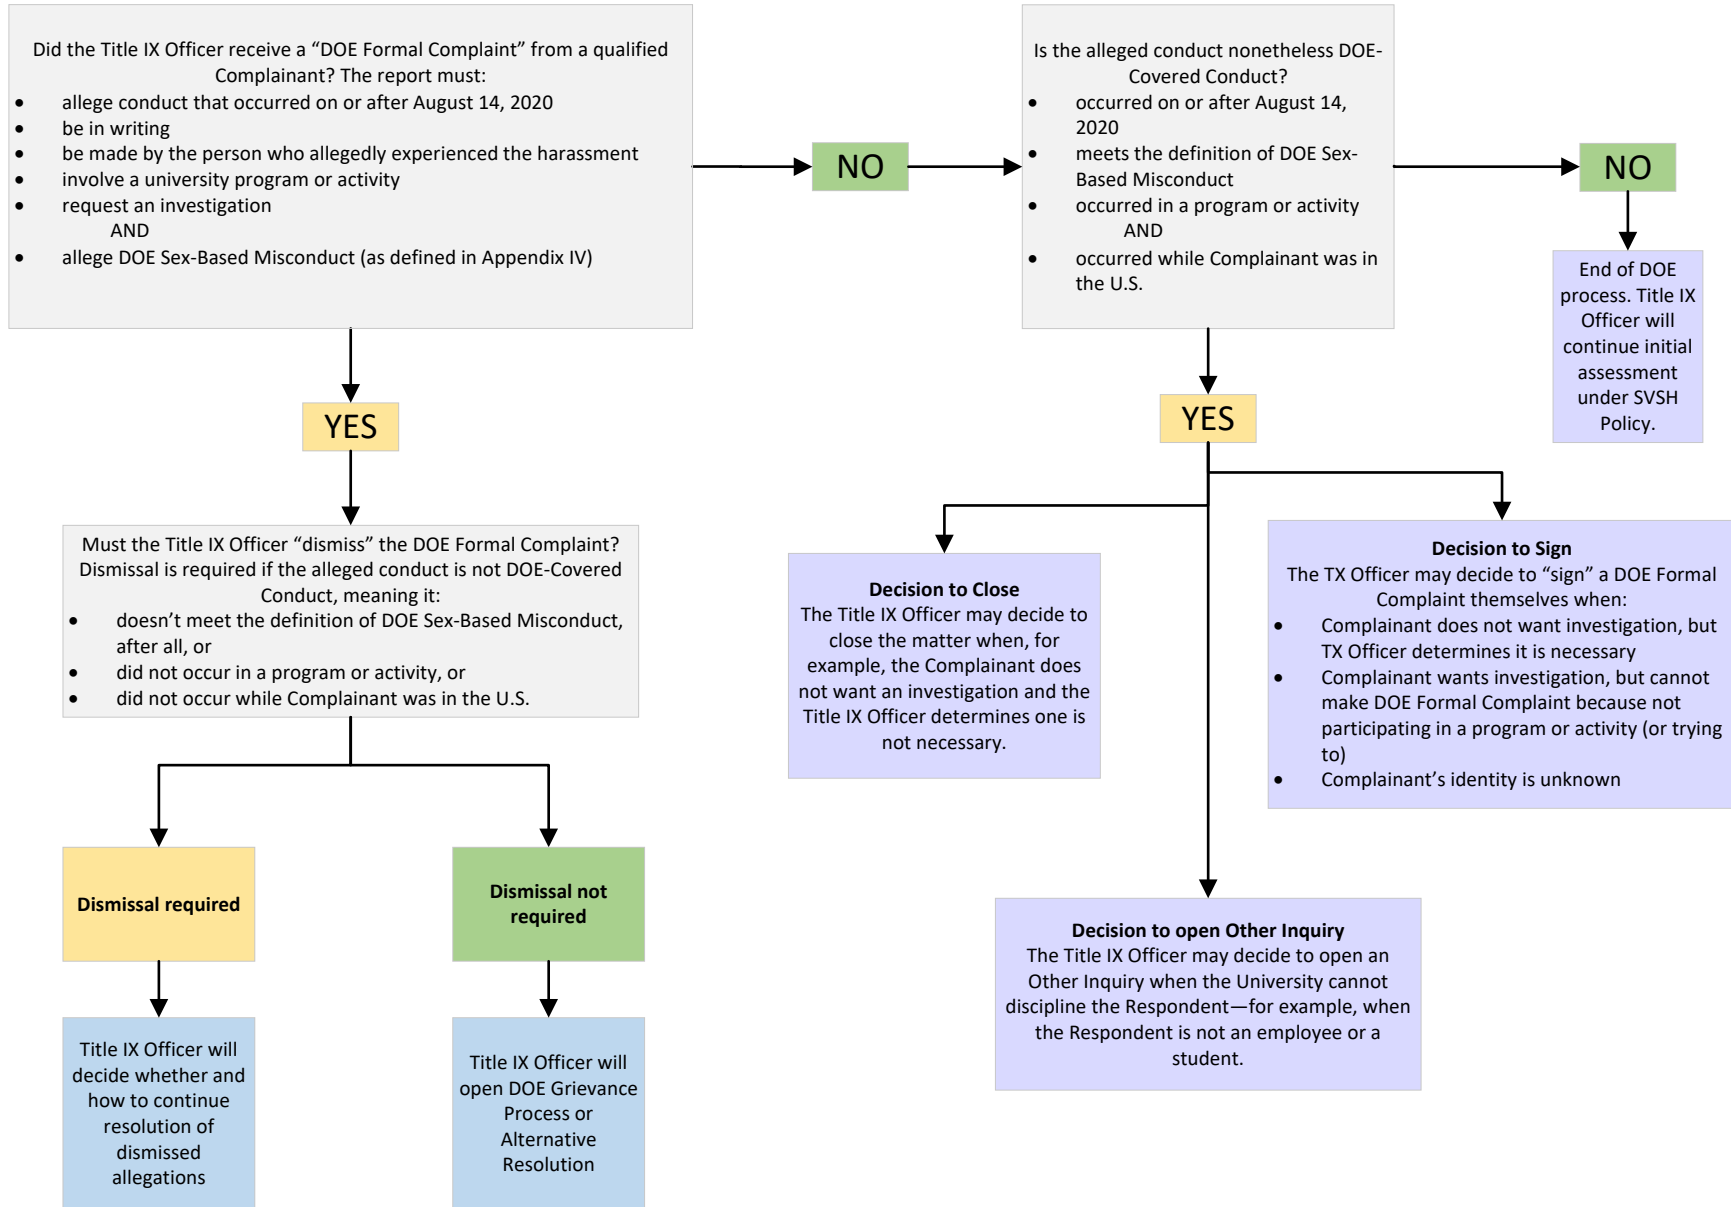 Did the Title IX Officer receive a “DOE Formal Complaint” from a qualified
Complainant? The report must:
• allege conduct that occurred on or after August 14, 2020
• be in writing
• be made by the person who allegedly experienced the harassment
• involve a university program or activity
• request an investigation
AND
• allege DOE Sex-Based Misconduct (as defined in Appendix IV)
NO
Is the alleged conduct nonetheless DOE-
Covered Conduct?
• occurred on or after August 14,
2020
• meets the definition of DOE Sex-
Based Misconduct
• occurred in a program or activity
AND
• occurred while Complainant was in
the U.S.
NO
End of DOE
process. Title IX
Officer will
continue initial
assessment
under SVSH
Policy.
YES
YES
Must the Title IX Officer “dismiss” the DOE Formal Complaint?
Dismissal is required if the alleged conduct is not DOE-Covered
Conduct, meaning it:
• doesn’t meet the definition of DOE Sex-Based Misconduct,
after all, or
• did not occur in a program or activity, or
• did not occur while Complainant was in the U.S.
Decision to Close
The Title IX Officer may decide to
close the matter when, for
example, the Complainant does
not want an investigation and the
Title IX Officer determines one is
not necessary.
Decision to Sign
The TX Officer may decide to “sign” a DOE Formal
Complaint themselves when:
• Complainant does not want investigation, but
TX Officer determines it is necessary
• Complainant wants investigation, but cannot
make DOE Formal Complaint because not
participating in a program or activity (or trying
to)
• Complainant’s identity is unknown
Dismissal required
Dismissal not
required
Decision to open Other Inquiry
The Title IX Officer may decide to open an
Other Inquiry when the University cannot
discipline the Respondent—for example, when
the Respondent is not an employee or a
student.
Title IX Officer will
decide whether and
how to continue
resolution of
dismissed
allegations
Title IX Officer will
open DOE Grievance
Process or
Alternative
Resolution